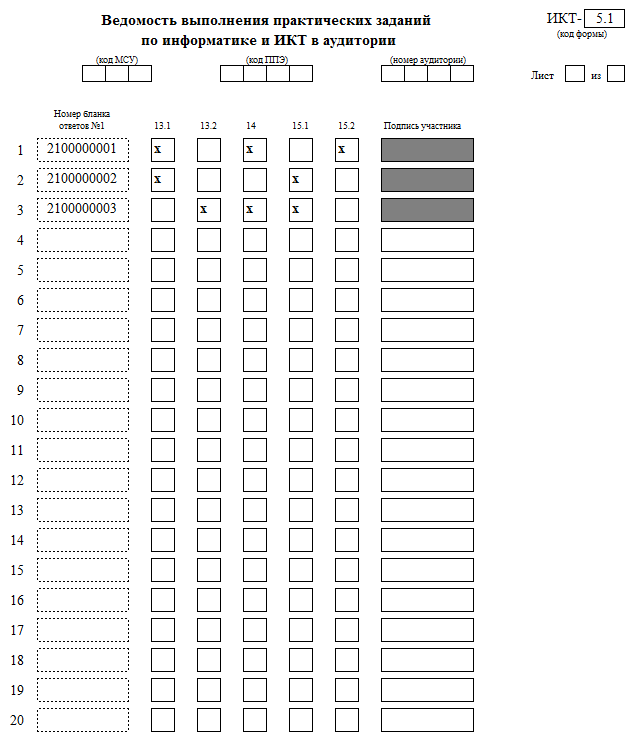 Ведомость выполнения практических заданий
по информатике и ИКТ в аудитории
ИКТ- 5.1
(код формы)
(код МСУ) (код ППЭ) (номер аудитории)
Лист из
Номер бланка
ответов №1 13.1 13.2 14 15.1 15.2 Подпись участника
1 2100000001 x x x
2 2100000002 x x
3 2100000003 x x x
4
5
6
7
8
9
10
11
12
13
14
15
16
17
18
19
20